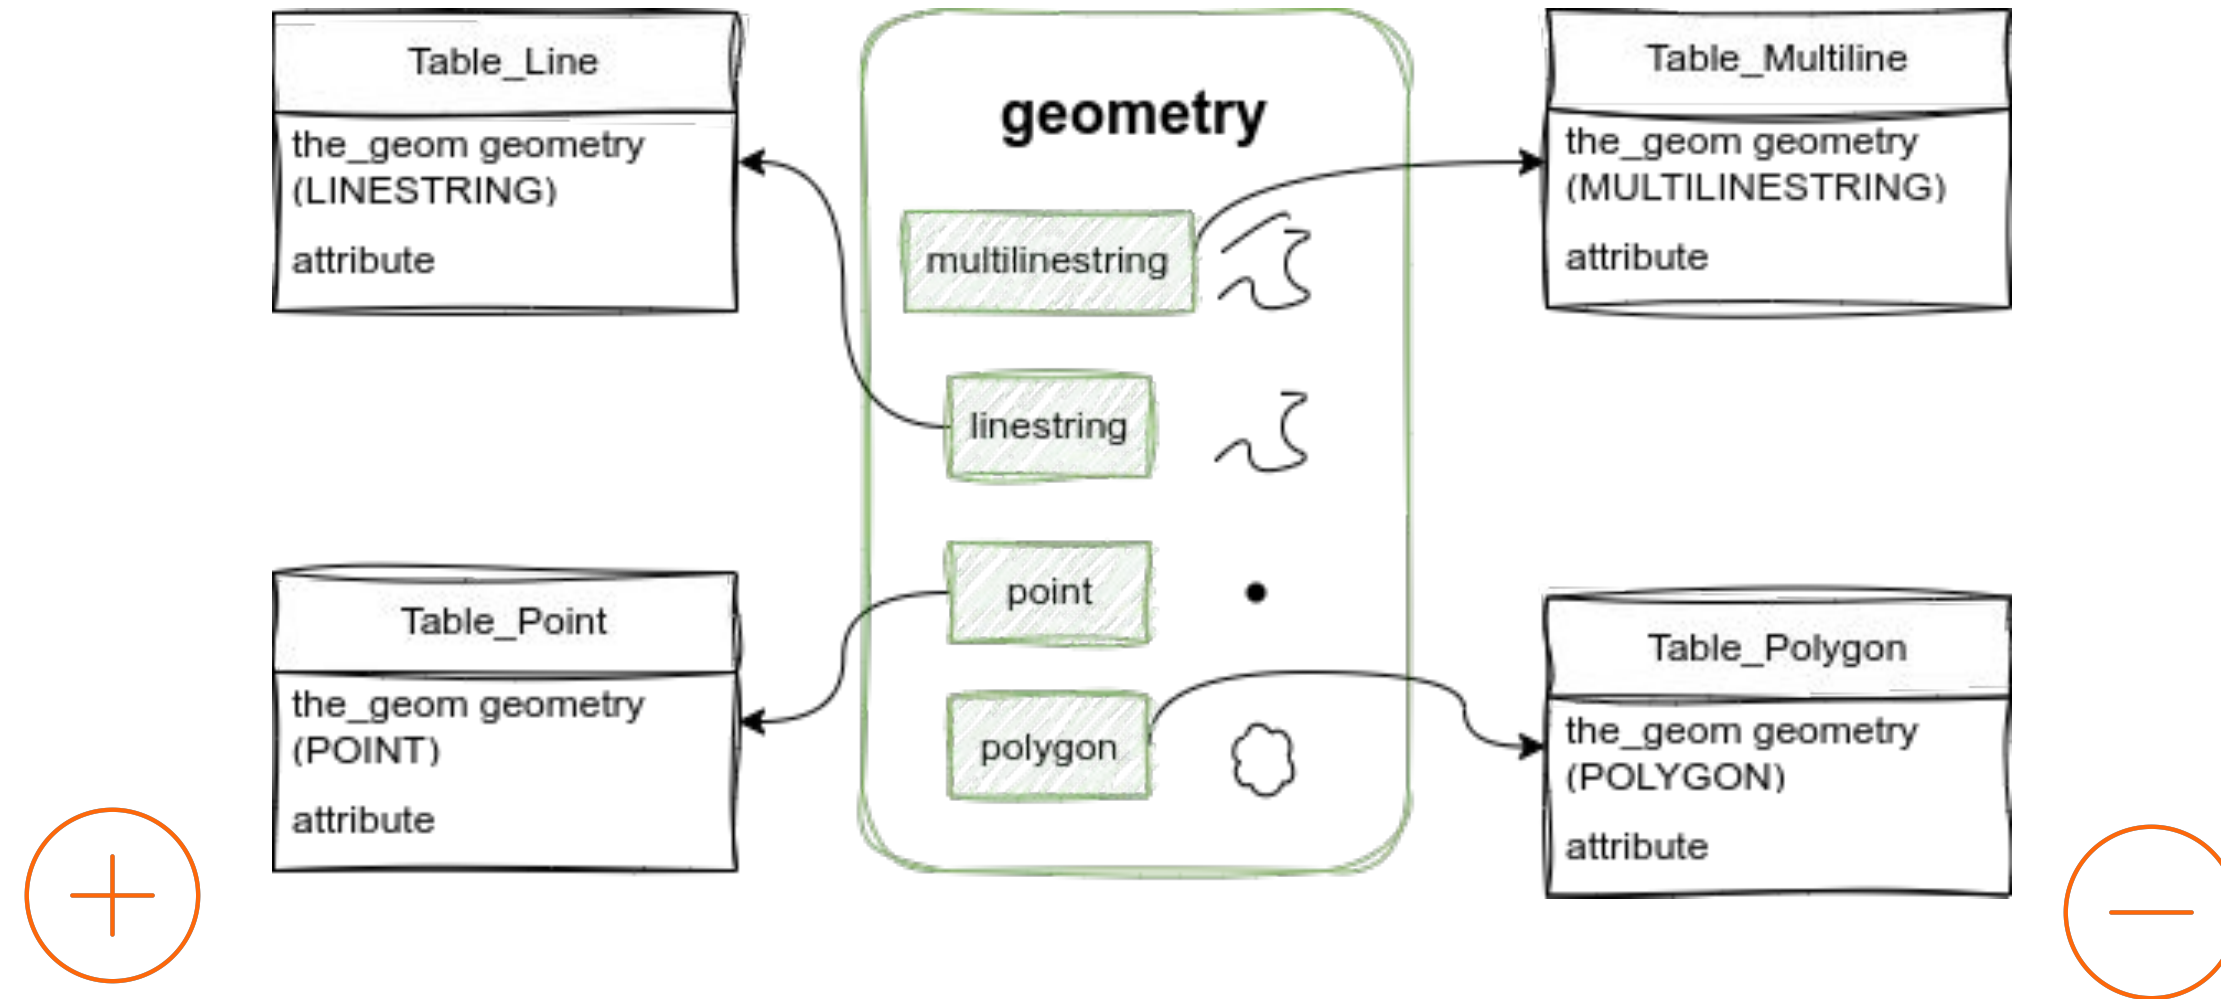 Table_Line
the_geom geometry
(LINESTRING)
attribute
Table_Point
the_geom geometry
(POINT)
attribute
geometry
multilinestring
linestring
point
polygon
Table_Multiline
the_geom geometry
(MULTILINESTRING)
attribute
Table_Polygon
the_geom geometry
(POLYGON)
attribute